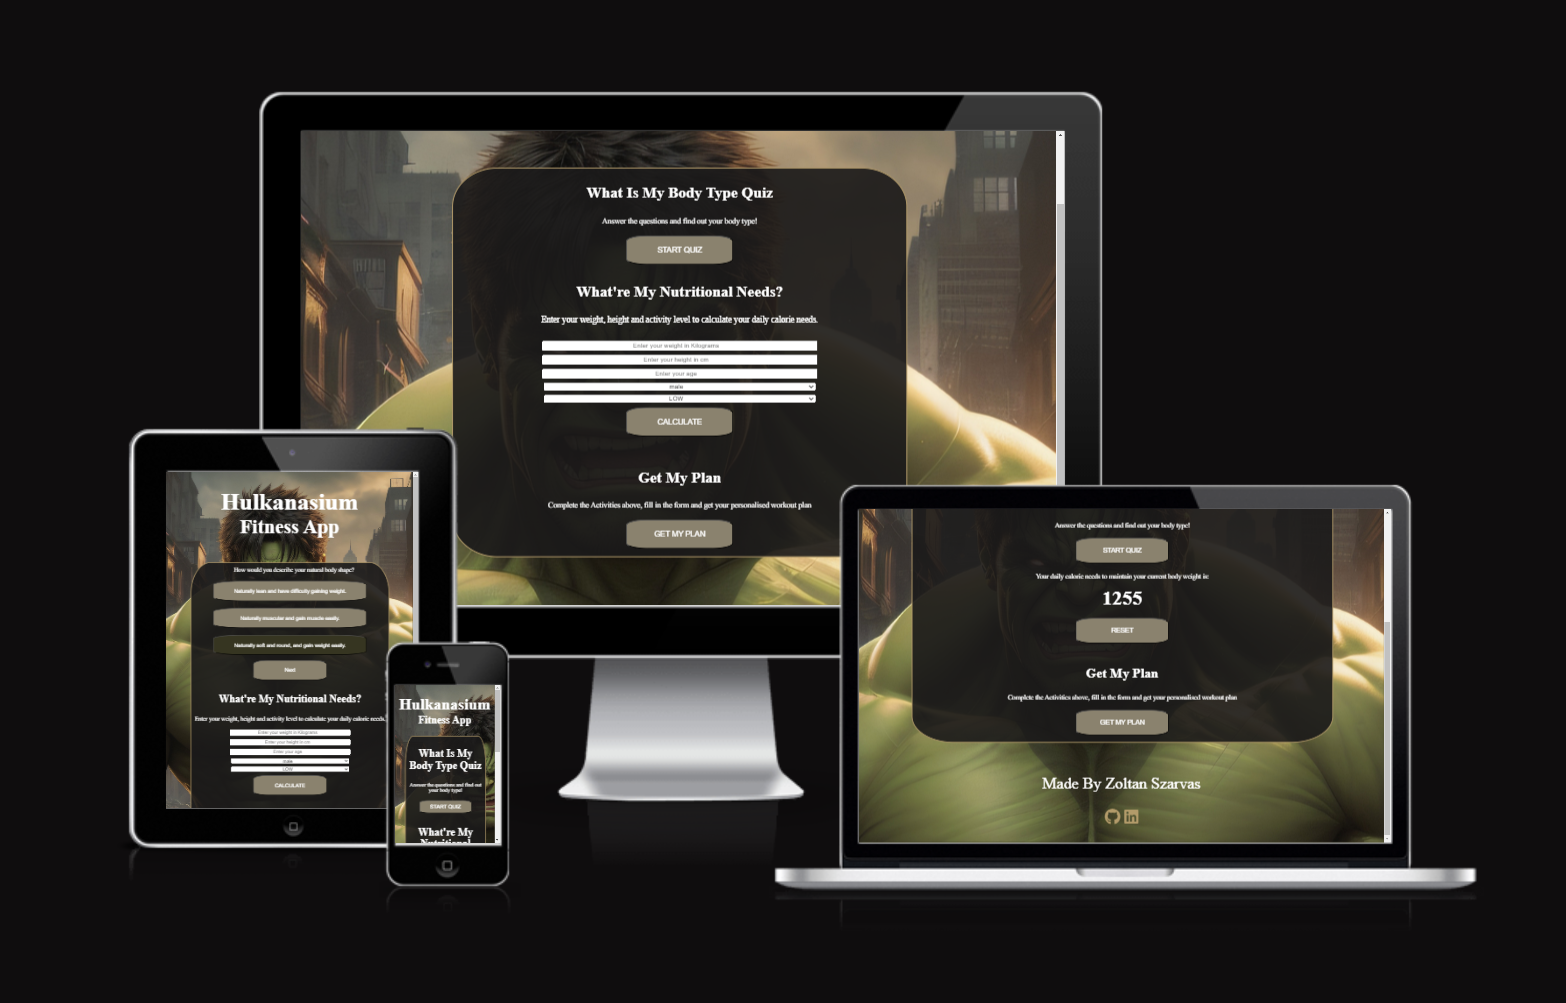 What Is My Body Type Quiz
Answer the questions and find out your body type!
START QUIZ
What're My Nutritional Needs?
Enter your weight, height and activity level to calculate your daily calorie needs.
Enter your weight in Kilograms
Enter your height in cm
Enter your age
male
LOW
CALCULATE
Get My Plan
Complete the Activities above, fill in the form and get your personalised workout plan
GET MY PLAN
Hulkanasium
Fitness App
How would you describe your natural body shape?
Naturally lean and have difficulty gaining weight.
Naturally muscular and gain muscle easily.
Naturally soft and round, and gain weight easily.
Next
What're My Nutritional Needs?
Enter your weight, height and activity level to calculate your daily calorie needs.
Enter your weight in Kilograms
Enter your height in cm
Enter your age
male
LOW
CALCULATE
Hulkanasium
Fitness App
What Is My
Body Type Quiz
Answer the questions and find out
your body type!
START QUIZ
What're My
Nutritional
Answer the questions and find out your body type!
START QUIZ
Your daily caloric needs to maintain your current body weight is:
1255
RESET
Get My Plan
Complete the Activities above, fill in the form and get your personalised workout plan
GET MY PLAN
Made By Zoltan Szarvas